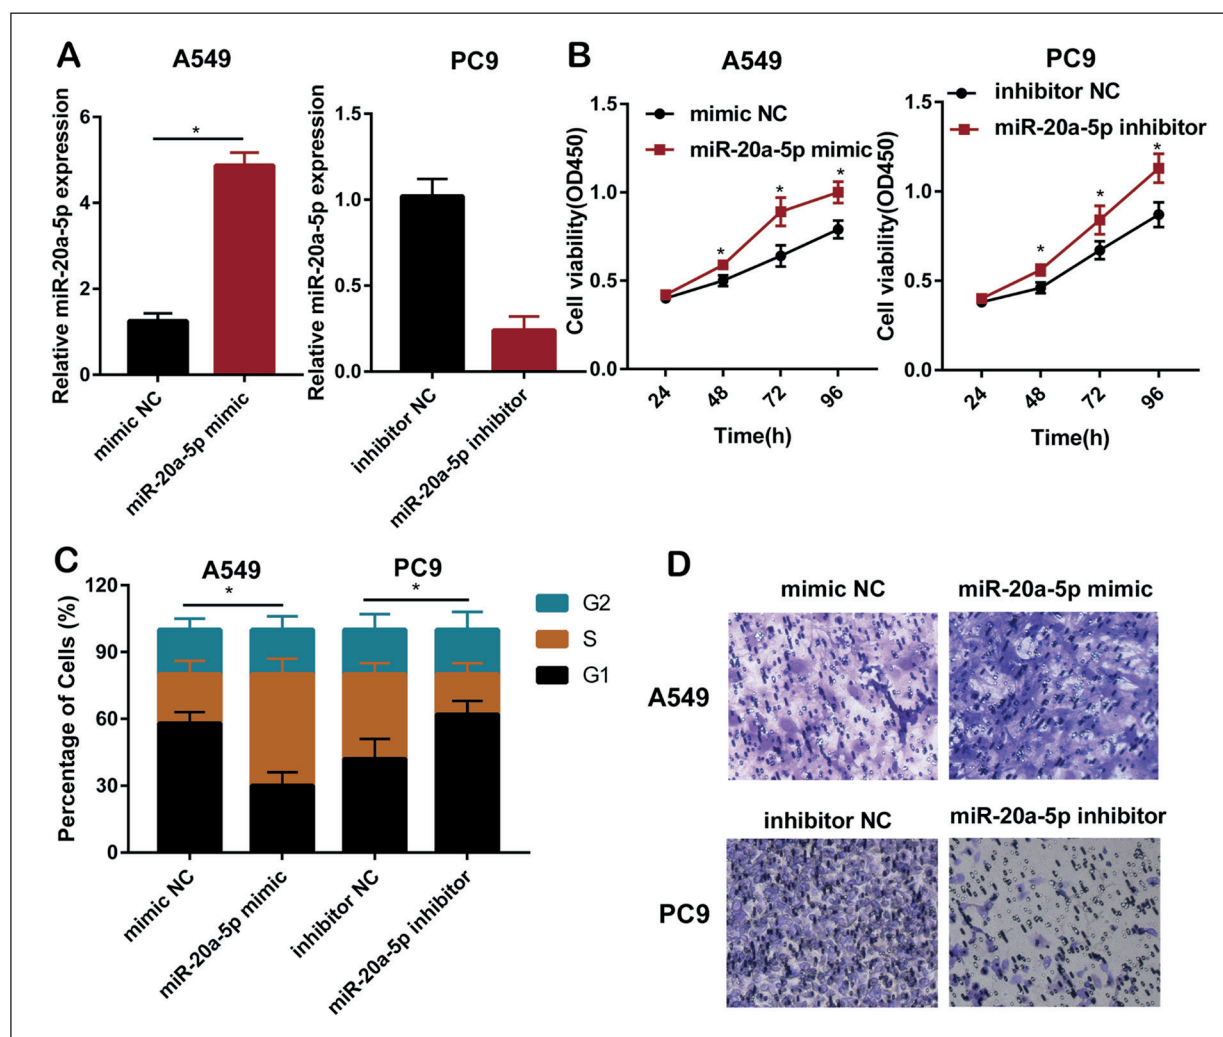 A
A549
Relative miR-20a-5p expression
6
4
2
0
*
mimic NC
miR-20a-5p mimic
PC9
Relative miR-20a-5p expression
1.5
1.0
0.5
0.0
inhibitor NC
miR-20a-5p inhibitor
B
A549
Cell viability(OD450)
1.5
1.0
0.5
0.0
mimic NC
miR-20a-5p mimic
*
*
*
24
48
72
96
Time(h)
PC9
Cell viability(OD450)
1.5
1.0
0.5
0.0
inhibitor NC
miR-20a-5p inhibitor
*
*
*
24
48
72
96
Time(h)
C
A549
PC9
*
*
Percentage of Cells (%)
120
90
60
30
0
G2
S
G1
mimic NC
miR-20a-5p mimic
inhibitor NC
miR-20a-5p inhibitor
D
mimic NC
miR-20a-5p mimic
A549
inhibitor NC
miR-20a-5p inhibitor
PC9